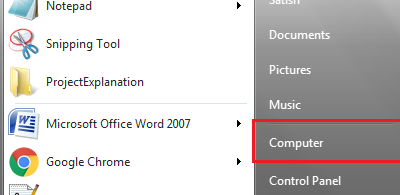 Notepad
Snipping Tool
ProjectExplanation
Microsoft Office Word 2007
Google Chrome
Satish
Documents
Pictures
Music
Computer
Control Panel